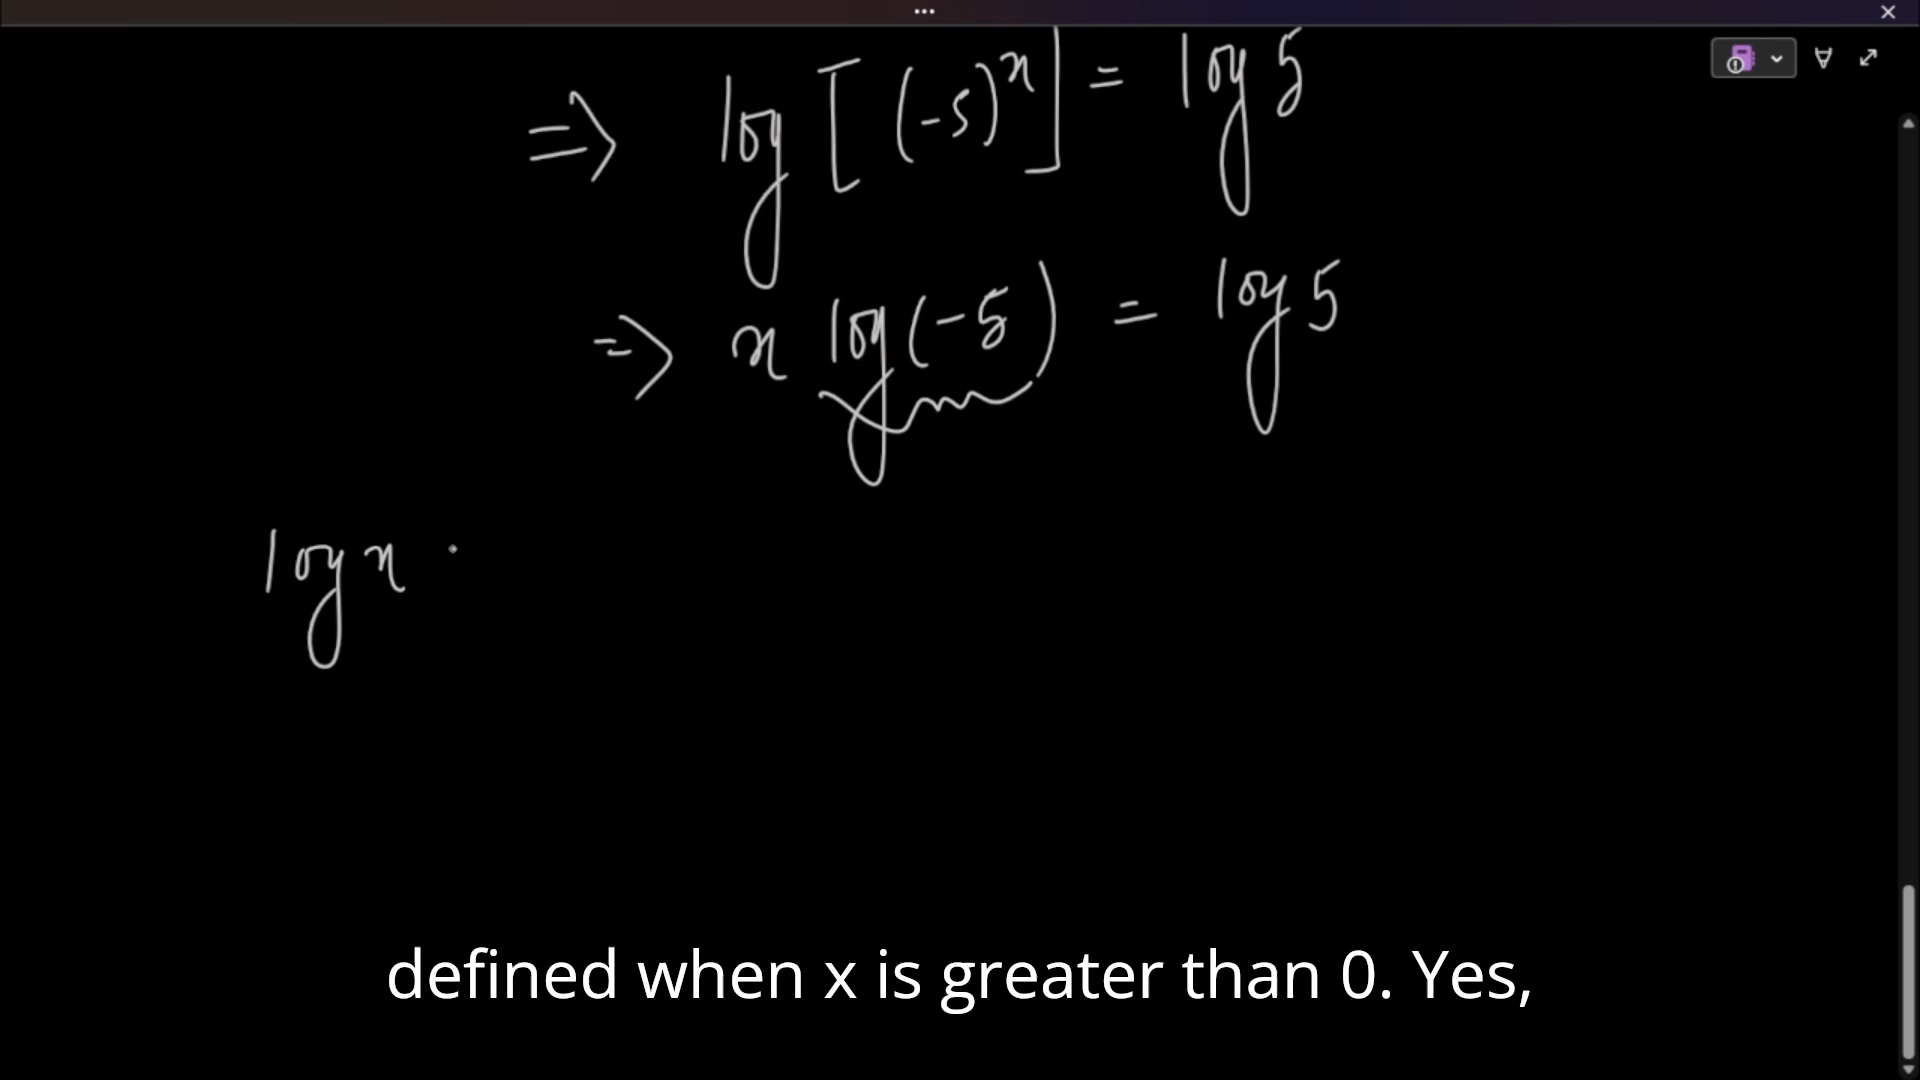 => log [(-5)^x] = log 5
=> x log(-5) = log 5
log x
defined when x is greater than 0. Yes,